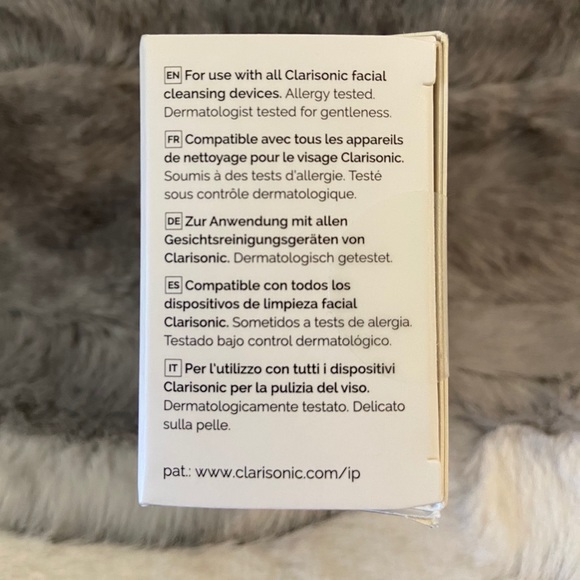 EN For use with all Clarisonic facial
cleansing devices. Allergy tested.
Dermatologist tested for gentleness.
FR Compatible avec tous les appareils
de nettoyage pour le visage Clarisonic.
Soumis à des tests d'allergie. Testé
sous contrôle dermatologique.
DE Zur Anwendung mit allen
Gesichtsreinigungsgeräten von
Clarisonic. Dermatologisch getestet.
ES Compatible con todos los
dispositivos de limpieza facial
Clarisonic. Sometidos a tests de alergia.
Testado bajo control dermatológico.
IT Per l'utilizzo con tutti i dispositivi
Clarisonic per la pulizia del viso.
Dermatologicamente testato. Delicato
sulla pelle.
pat.: www.clarisonic.com/ip